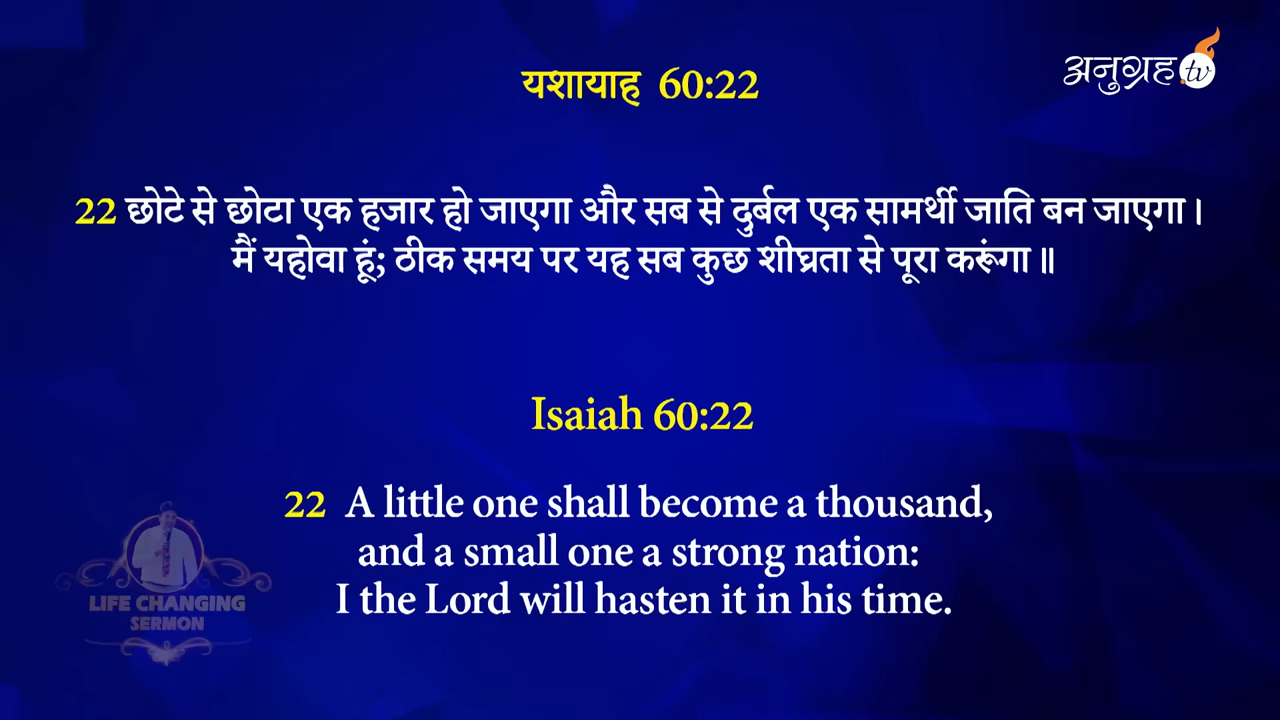 यशायाह 60:22
अनुग्रह.tv
22 छोटे से छोटा एक हजार हो जाएगा और सब से दुर्बल एक सामर्थी जाति बन जाएगा।
मैं यहोवा हूं; ठीक समय पर यह सब कुछ शीघ्रता से पूरा करूंगा॥
Isaiah 60:22
22 A little one shall become a thousand,
and a small one a strong nation:
I the Lord will hasten it in his time.
LIFE CHANGING
SERMON